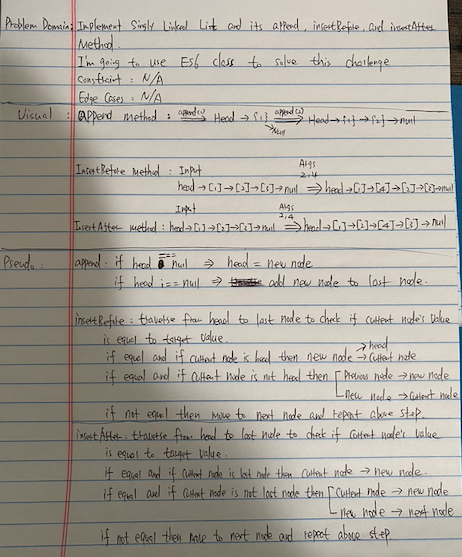 Problem Domain: Implement Singly Linked List and its append, insertBefore, and insertAfter
Method.
I'm going to use ES6 class to solve this challenge
Constraint : N/A
Edge Cases : N/A
Visual : append method : append(1) ⇒ Head → [1] → Null append(2) ⇒ Head → [1] → [2] → null
InsertBefore Method : Input Args 2,4
head → [1] → [2] → [3] → null ⇒ head → [1] → [4] → [2] → [3] → null
Input Args 2,4
InsertAfter method : head → [1] → [2] → [3] → null ⇒ head → [1] → [2] → [4] → [3] → null
Pseudo : append : if head === null ⇒ head = new node
if head !== null ⇒ add new node to last node.
insertBefore : traverse from head to last node to check if current node's value
is equal to target value.
if equal and if current node is head then new node → current node
head
if equal and if current node is not head then Previous node → new node
new node → current node
if not equal then move to next node and repeat above step.
insertAfter : traverse from head to last node to check if current node's value
is equal to target value.
if equal and if current node is last node then current node → new node.
if equal and if current node is not last node then current node → new node
new node → next node
if not equal then move to next node and repeat above step